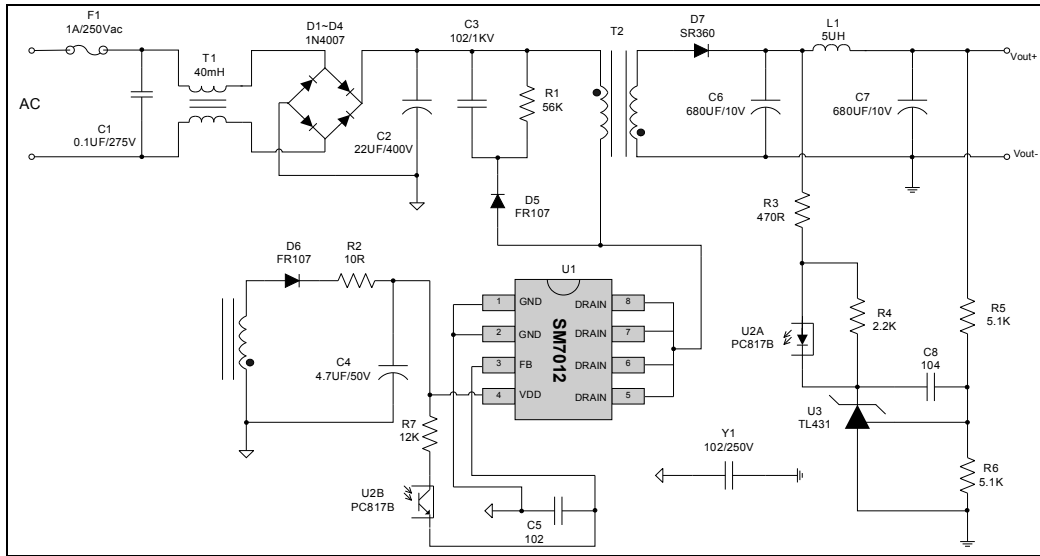 F1
1A/250Vac
AC
C1
0.1UF/275V
T1
40mH
D1~D4
1N4007
C2
22UF/400V
C3
102/1KV
R1
56K
D5
FR107
T2
D7
SR360
C6
680UF/10V
L1
5UH
C7
680UF/10V
Vout+
Vout-
R3
470R
D6
FR107
R2
10R
C4
4.7UF/50V
U1
SM7012
1
GND
2
GND
3
FB
4
VDD
DRAIN
8
DRAIN
7
DRAIN
6
DRAIN
5
R7
12K
U2B
PC817B
C5
102
Y1
102/250V
U2A
PC817B
R4
2.2K
C8
104
U3
TL431
R5
5.1K
R6
5.1K